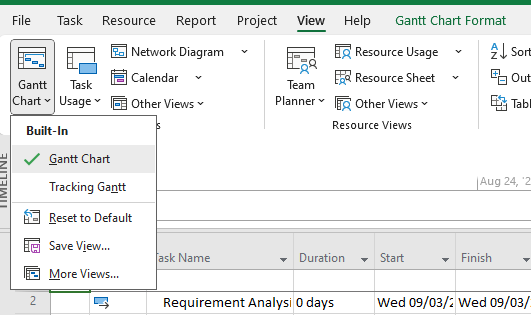 File Task Resource Report Project View Help Gantt Chart Format
Gantt Chart
Task Usage
Network Diagram
Calendar
Other Views
Team Planner
Resource Usage
Resource Sheet
Other Views
Sort
Out
Tabl
Resource Views
Built-In
Gantt Chart
Tracking Gantt
Reset to Default
Save View...
More Views...
TIMELINE
Aug 24, '2
Task Name Duration Start Finish
2 Requirement Analysi 0 days Wed 09/03/2 Wed 09/03/